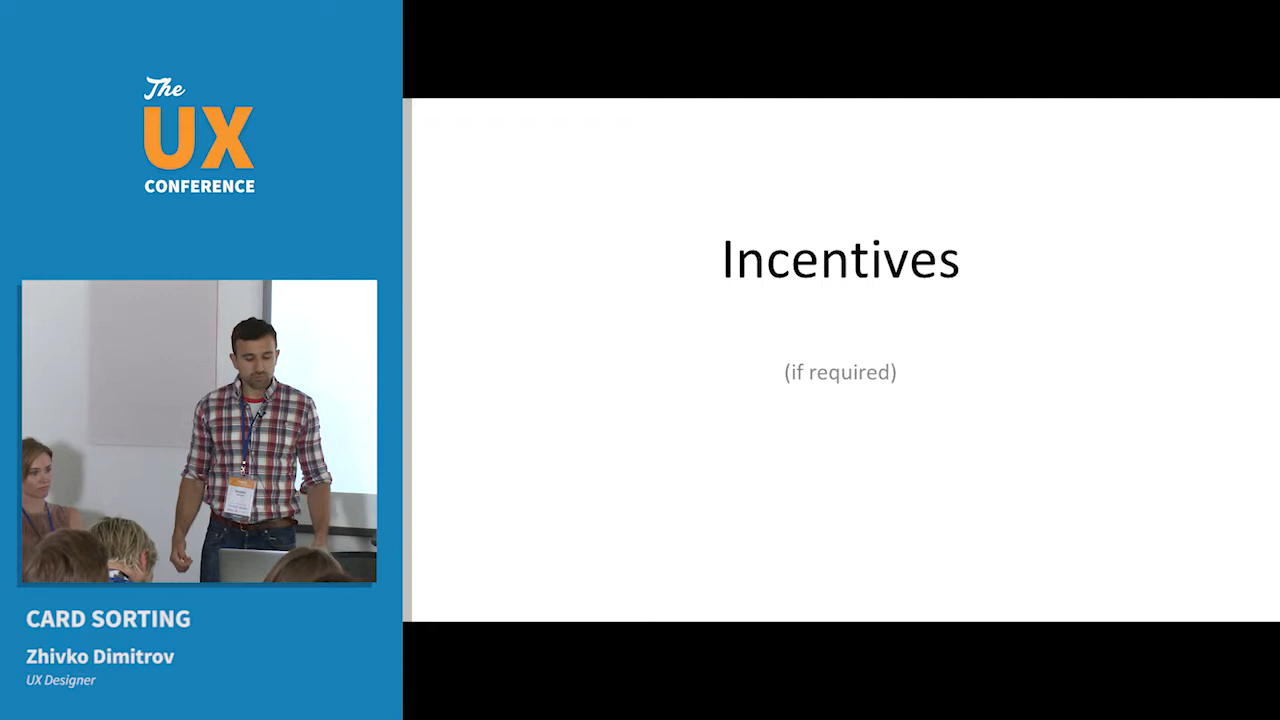 The
UX
CONFERENCE
Incentives
(if required)
CARD SORTING
Zhivko Dimitrov
UX Designer